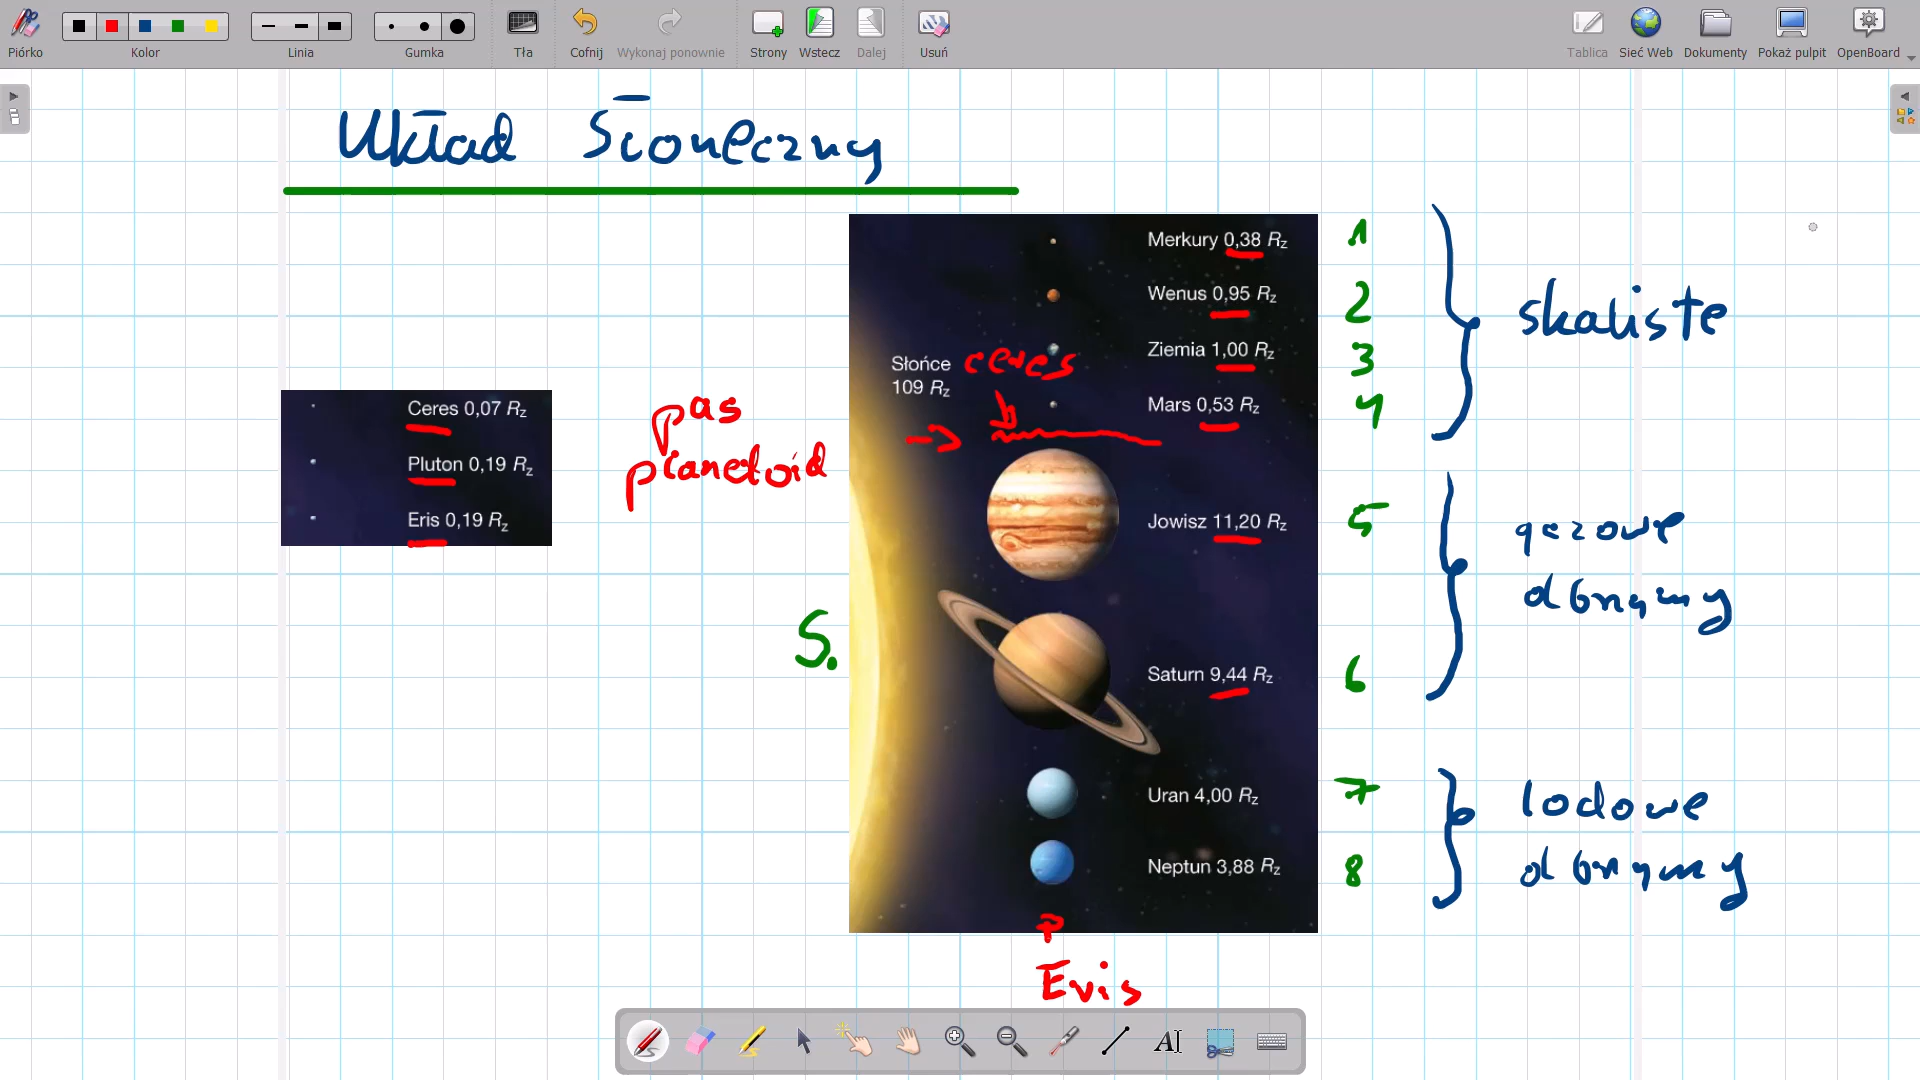 Piórko
Kolor
Linia
Gumka
Tła
Cofnij
Wykonaj ponownie
Strony
Wstecz
Dalej
Usuń
Tablica
Sieć Web
Dokumenty
Pokaż pulpit
OpenBoard
Układ Słoneczny
Merkury 0,38 Rz
1
Wenus 0,95 Rz
2
skaliste
Ziemia 1,00 Rz
3
Słońce
109 Rz
ceres
Mars 0,53 Rz
4
Ceres 0,07 Rz
Pluton 0,19 Rz
Eris 0,19 Rz
pas
planetoid
Jowisz 11,20 Rz
5
gazowe
olbrzymy
S.
Saturn 9,44 Rz
6
Uran 4,00 Rz
7
lodowe
olbrzymy
Neptun 3,88 Rz
8
P
Eris